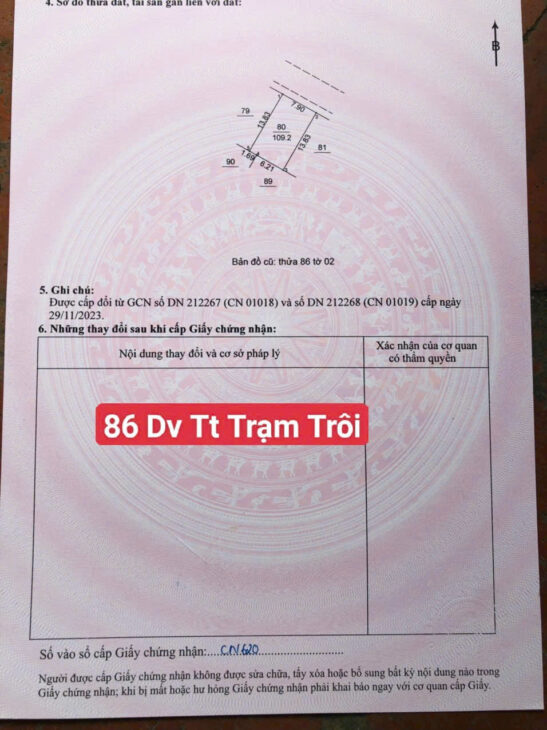 4. Sơ đồ thửa đất, tài sản gắn liền với đất:
B
7.90
79
13.83
80
109.2
13.83
81
1.69
6.21
90
89
Bản đồ cũ: thửa 86 tờ 02
5. Ghi chú:
Được cấp đổi từ GCN số DN 212267 (CN 01018) và số DN 212268 (CN 01019) cấp ngày
29/11/2023.
6. Những thay đổi sau khi cấp Giấy chứng nhận:
Nội dung thay đổi và cơ sở pháp lý
Xác nhận của cơ quan
có thẩm quyền
86 Dv Tt Trạm Trôi
Số vào sổ cấp Giấy chứng nhận:...CN620...
Người được cấp Giấy chứng nhận không được sửa chữa, tẩy xóa hoặc bổ sung bất kỳ nội dung nào trong
Giấy chứng nhận; khi bị mất hoặc hư hỏng Giấy chứng nhận phải khai báo ngay với cơ quan cấp Giấy.